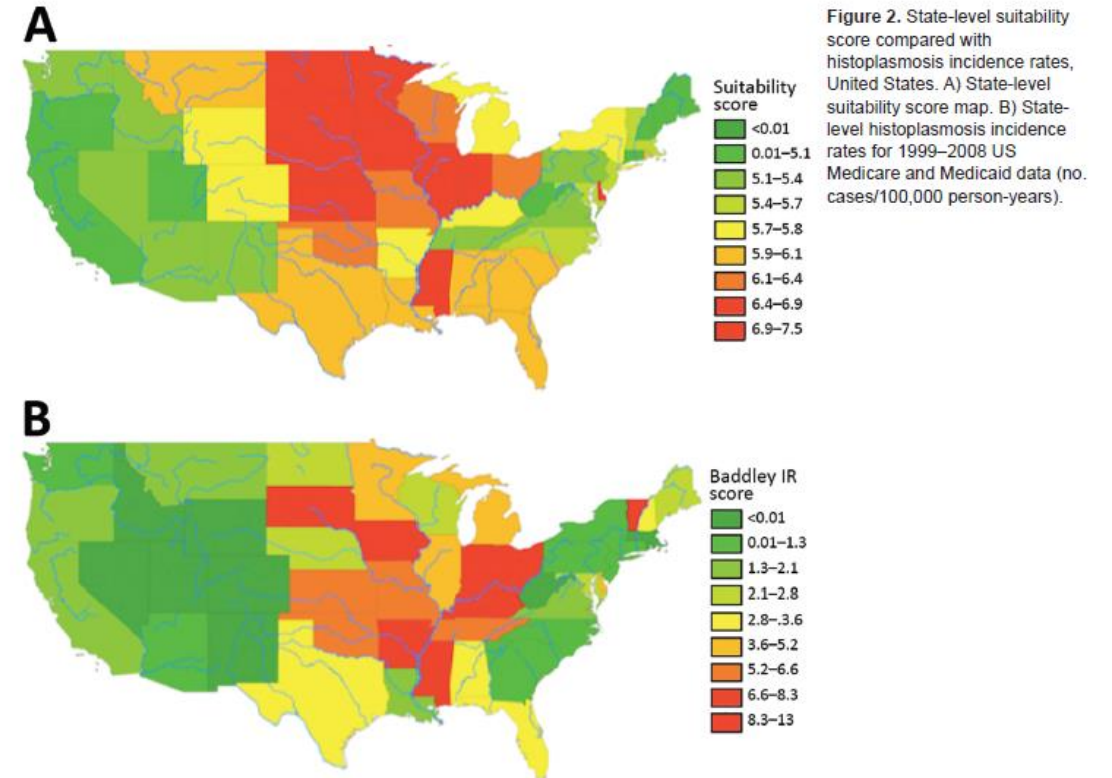 A
Suitability
score
<0.01
0.01–5.1
5.1–5.4
5.4–5.7
5.7–5.8
5.9–6.1
6.1–6.4
6.4–6.9
6.9–7.5
Figure 2. State-level suitability
score compared with
histoplasmosis incidence rates,
United States. A) State-level
suitability score map. B) State-
level histoplasmosis incidence
rates for 1999–2008 US
Medicare and Medicaid data (no.
cases/100,000 person-years).
B
Baddley IR
score
<0.01
0.01–1.3
1.3–2.1
2.1–2.8
2.8–.3.6
3.6–5.2
5.2–6.6
6.6–8.3
8.3–13